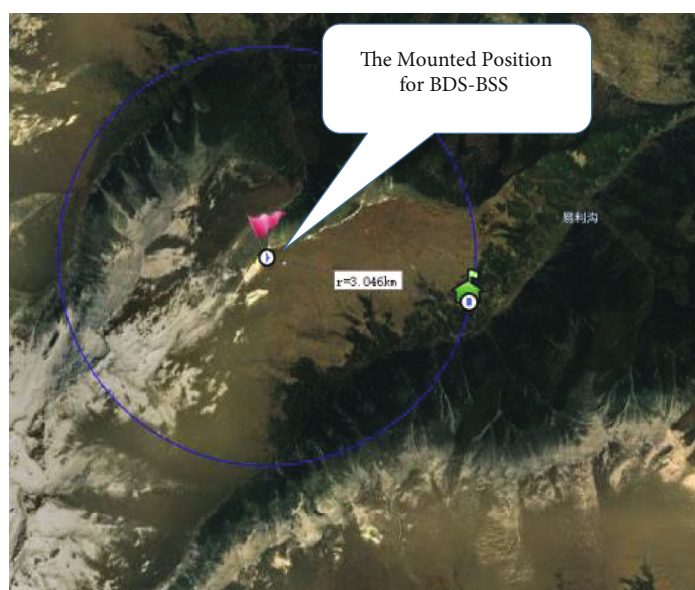 The Mounted Position
for BDS-BSS
易利沟
r=3.046km